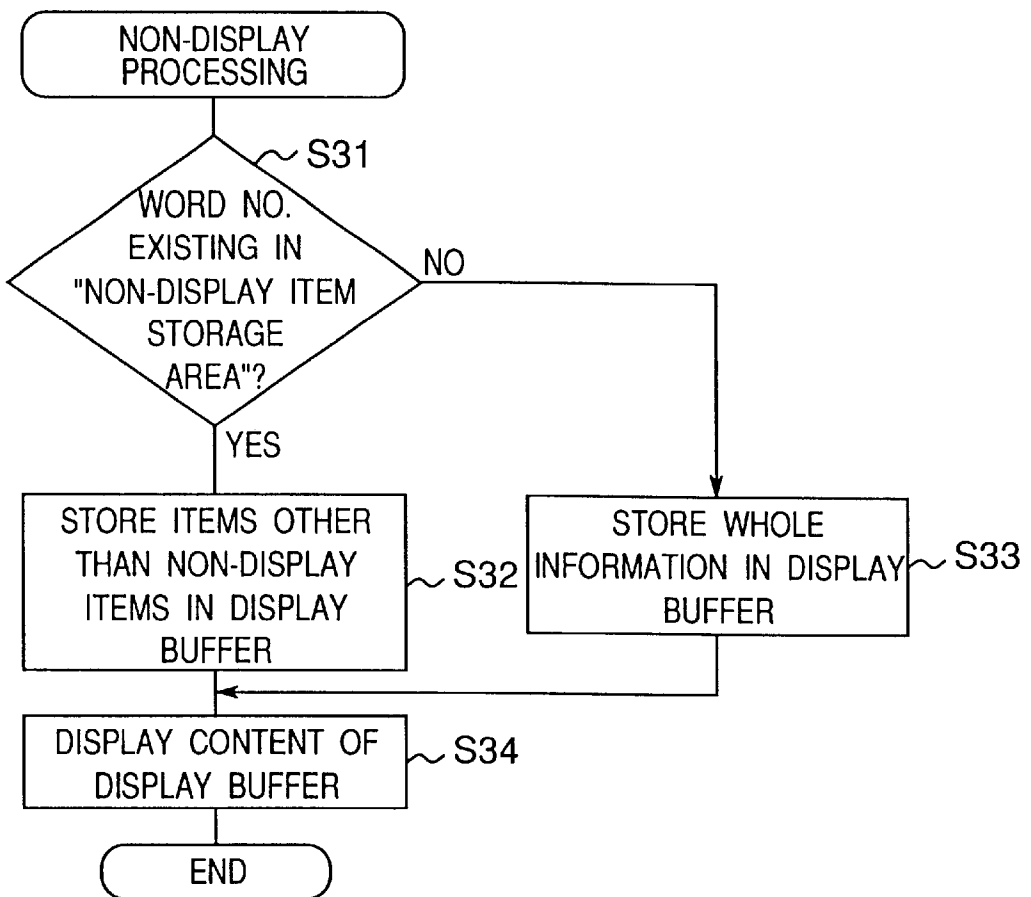 NON-DISPLAY
PROCESSING
S31
WORD NO.
EXISTING IN
"NON-DISPLAY ITEM
STORAGE
AREA"?
NO
YES
STORE ITEMS OTHER
THAN NON-DISPLAY
ITEMS IN DISPLAY
BUFFER
S32
STORE WHOLE
INFORMATION IN DISPLAY
BUFFER
S33
DISPLAY CONTENT OF
DISPLAY BUFFER
S34
END